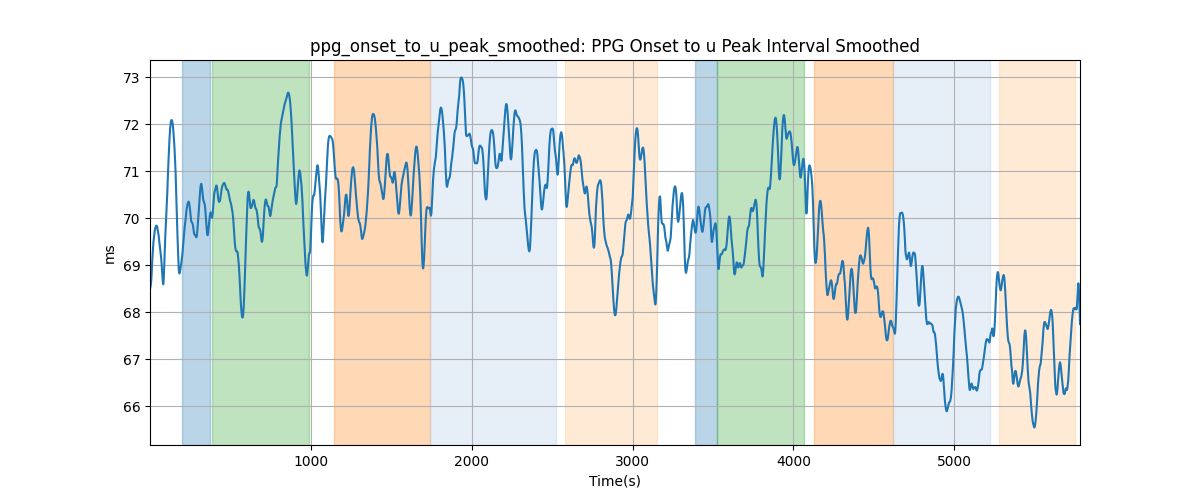 ppg_onset_to_u_peak_smoothed: PPG Onset to u Peak Interval Smoothed
73
72
71
70
69
68
67
66
ms
1000 2000 3000 4000 5000
Time(s)